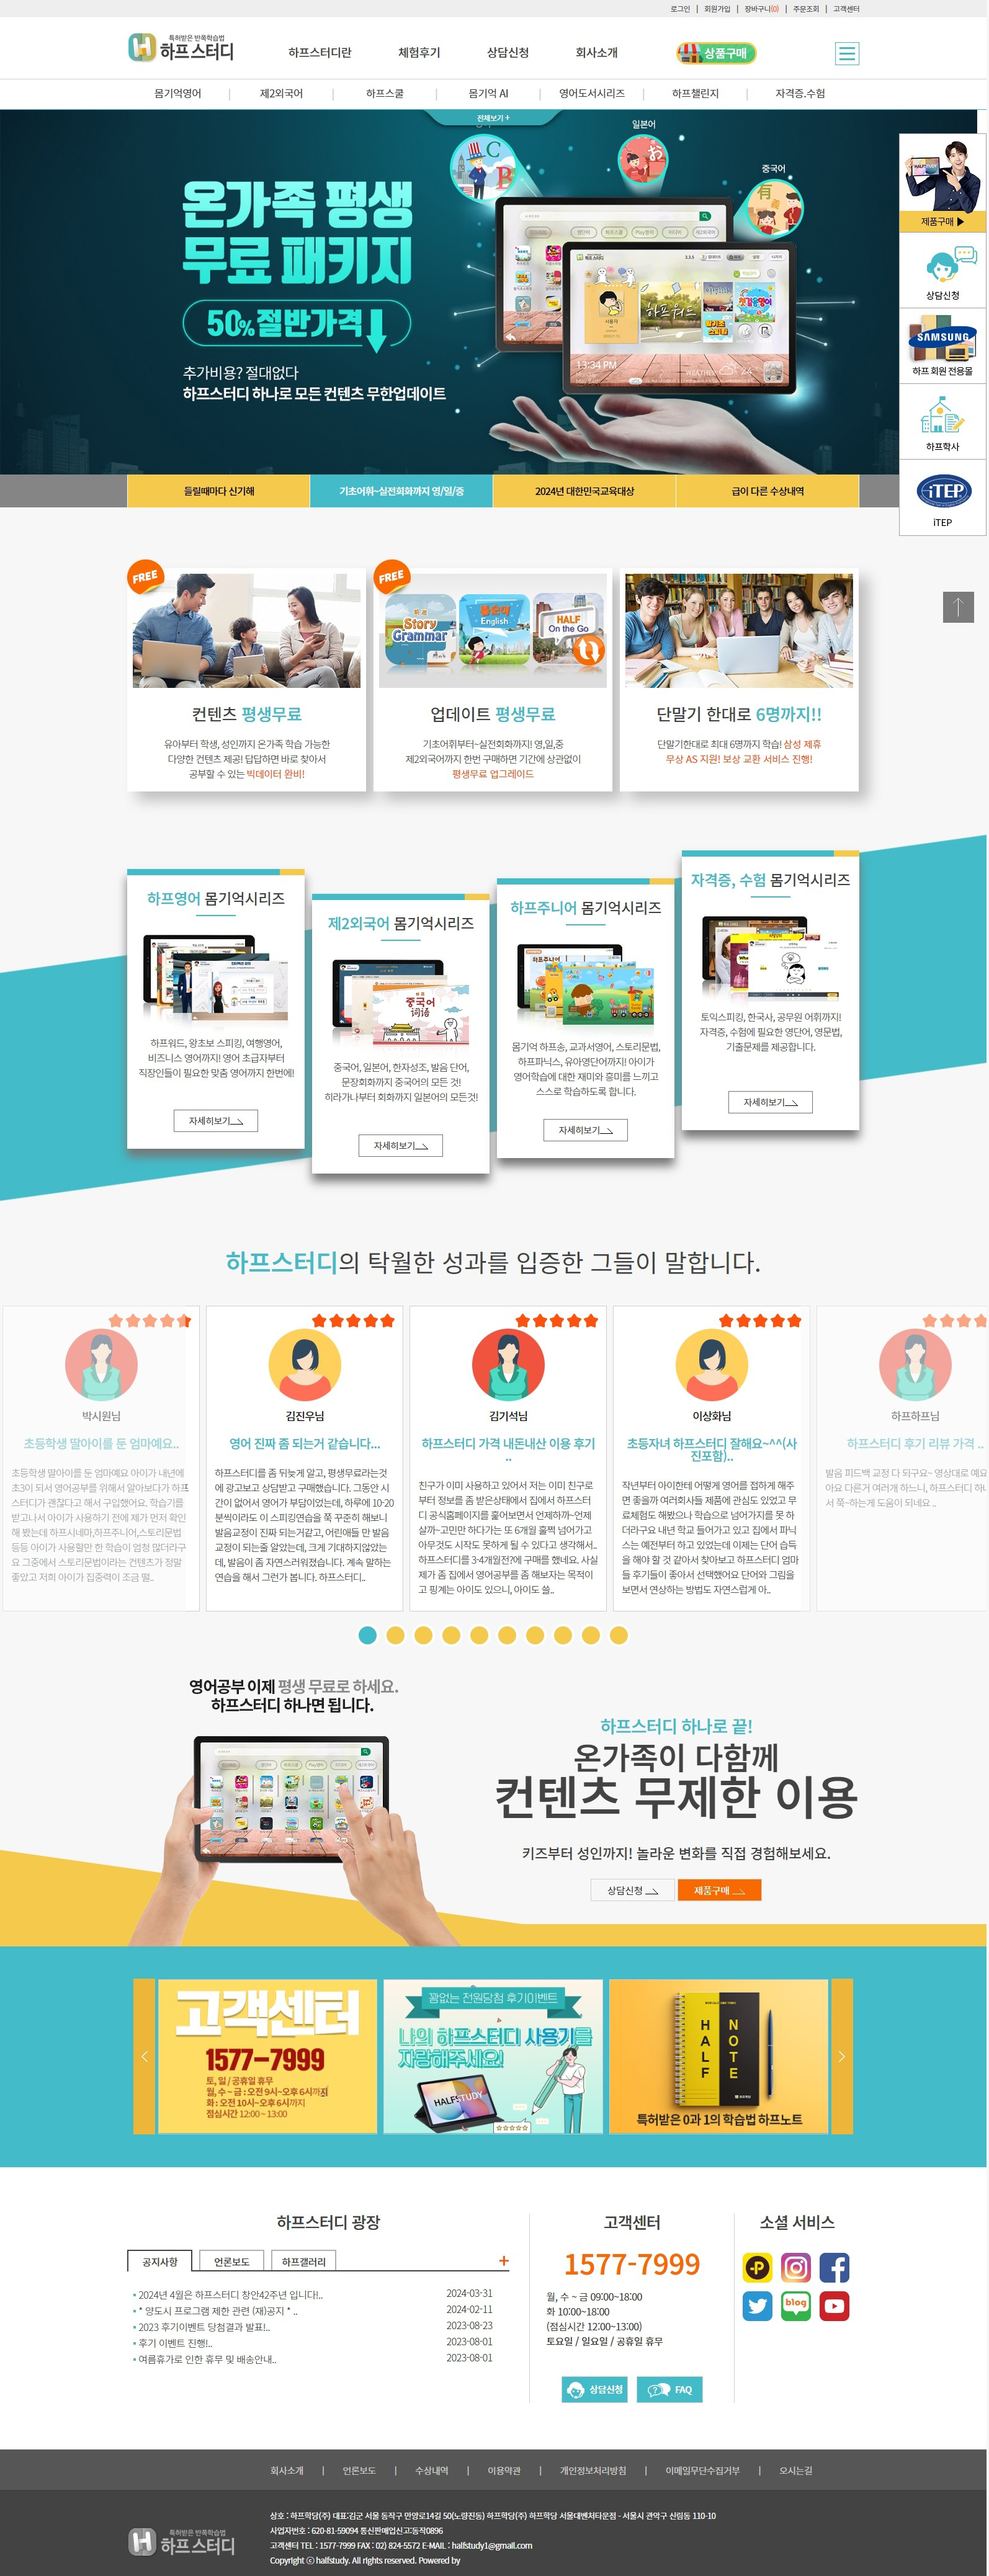 로그인 | 회원가입 | 장바구니(0) | 주문조회 | 고객센터
특허받은 반쪽학습법
하프스터디
하프스터디란 체험후기 상담신청 회사소개 상품구매
몸기억영어 | 제2외국어 | 하프스쿨 | 몸기억 AI | 영어도서시리즈 | 하프챌린지 | 자격증.수험
전체보기 +
일본어
중국어
온가족 평생
무료 패키지
50% 절반가격
추가비용? 절대없다
하프스터디 하나로 모든 컨텐츠 무한업데이트
제품구매 ▶
상담신청
SAMSUNG
하프 회원 전용몰
하프학사
iTEP
iTEP
들릴때마다 신기해
기초어휘~실전회화까지 영/일/중
2024년 대한민국교육대상
급이 다른 수상내역
FREE
FREE
Story Grammar
English
HALF On the Go
컨텐츠 평생무료
유아부터 학생, 성인까지 온가족 학습 가능한
다양한 컨텐츠 제공! 답답하면 바로 찾아서
공부할 수 있는 빅데이터 완비!
업데이트 평생무료
기초어휘부터~실전회화까지! 영,일,중
제2외국어까지 한번 구매하면 기간에 상관없이
평생무료 업그레이드
단말기 한대로 6명까지!!
단말기한대로 최대 6명까지 학습! 삼성 제휴
무상 AS 지원! 보상 교환 서비스 진행!
하프영어 몸기억시리즈
하프워드, 왕초보 스피킹, 여행영어,
비즈니스 영어까지! 영어 초급자부터
직장인들이 필요한 맞춤 영어까지 한번에!
자세히보기
제2외국어 몸기억시리즈
중국어, 일본어, 한자성조, 발음 단어,
문장회화까지 중국어의 모든 것!
히라가나부터 회화까지 일본어의 모든것!
자세히보기
하프주니어 몸기억시리즈
몸기억 하프송, 교과서영어, 스토리문법,
하프파닉스, 유아영단어까지! 아이가
영어학습에 대한 재미와 흥미를 느끼고
스스로 학습하도록 합니다.
자세히보기
자격증, 수험 몸기억시리즈
토익스피킹, 한국사, 공무원 어휘까지!
자격증, 수험에 필요한 영단어, 영문법,
기출문제를 제공합니다.
자세히보기
하프스터디의 탁월한 성과를 입증한 그들이 말합니다.
박시원님
초등학생 딸아이를 둔 엄마예요..
초등학생 딸아이를 둔 엄마예요 아이가 내년에
초3이 되서 영어공부를 위해서 알아보다가 하프
스터디가 괜찮다고 해서 구입했어요. 학습기를
받고나서 아이가 사용하기 전에 제가 먼저 확인
해 봤는데 하프시네마,하프주니어,스토리문법
등등 아이가 사용할만 한 학습이 엄청 많더라구
요 그중에서 스토리문법이라는 컨텐츠가 정말
좋았고 저희 아이가 집중력이 조금 떨..
김진우님
영어 진짜 좀 되는거 같습니다...
하프스터디를 좀 뒤늦게 알고, 평생무료라는것
에 광고보고 상담받고 구매했습니다. 그동안 시
간이 없어서 영어가 부담이었는데, 하루에 10-20
분씩이라도 이 스피킹연습을 쭉 꾸준히 해보니
발음교정이 진짜 되는거같고, 어린애들 만 발음
교정이 되는줄 알았는데, 크게 기대하지않았는
데, 발음이 좀 자연스러워졌습니다. 계속 말하는
연습을 해서 그런가 봅니다. 하프스터디..
김기석님
하프스터디 가격 내돈내산 이용 후기
..
친구가 이미 사용하고 있어서 저는 이미 친구로
부터 정보를 좀 받은상태에서 집에서 하프스터
디 공식홈페이지를 훑어보면서 언제하까~언제
살까~고민만 하다가는 또 6개월 훌쩍 넘어가고
아무것도 시작도 못하게 될 수 있다고 생각해서..
하프스터디를 3-4개월전?에 구매를 했네요. 사실
제가 좀 집에서 영어공부를 좀 해보자는 목적이
고 핑계는 아이도 있으니, 아이도 쓸..
이상화님
초등자녀 하프스터디 잘해요~^^(사
진포함)..
작년부터 아이한테 어떻게 영어를 접하게 해주
면 좋을까 여러회사들 제품에 관심도 있었고 무
료체험도 해봤으나 학습으로 넘어가지를 못 하
더라구요 내년 학교 들어가고 있고 집에서 파닉
스는 예전부터 하고 있었는데 이제는 단어 습득
을 해야 할 것 같아서 찾아보고 하프스터디 엄마
들 후기들이 좋아서 선택했어요 단어와 그림을
보면서 연상하는 방법도 자연스럽게 아..
하프하프님
하프스터디 후기 리뷰 가격 ..
발음 피드백 교정 다 되구요~ 영상대로 예요
아요 다른거 여러개 하느니, 하프스터디 하
서 쭉~하는게 도움이 되네요 ..
영어공부 이제 평생 무료로 하세요.
하프스터디 하나면 됩니다.
하프스터디 하나로 끝!
온가족이 다함께
컨텐츠 무제한 이용
키즈부터 성인까지! 놀라운 변화를 직접 경험해보세요.
상담신청
제품구매
고객센터
1577-7999
토, 일 / 공휴일 휴무
월, 수 ~ 금 : 오전 9시~오후 6시까지
화 : 오전 10시~오후 6시까지
점심시간 12:00 ~ 13:00
꽝없는 전원당첨 후기이벤트
나의 하프스터디 사용기를
자랑해주세요!
HALFSTUDY
HALF NOTE
특허받은 0과 1의 학습법 하프노트
하프스터디 광장
공지사항 언론보도 하프갤러리 +
2024년 4월은 하프스터디 창안42주년 입니다!.. 2024-03-31
* 양도시 프로그램 제한 관련 (재)공지 * .. 2024-02-11
2023 후기이벤트 당첨결과 발표!.. 2023-08-23
후기 이벤트 진행!.. 2023-08-01
여름휴가로 인한 휴무 및 배송안내.. 2023-08-01
고객센터
1577-7999
월, 수 ~ 금 09:00~18:00
화 10:00~18:00
(점심시간 12:00~13:00)
토요일 / 일요일 / 공휴일 휴무
상담신청
FAQ
소셜 서비스
blog
회사소개 | 언론보도 | 수상내역 | 이용약관 | 개인정보처리방침 | 이메일무단수집거부 | 오시는길
특허받은 반쪽학습법
하프스터디
상호 : 하프학당(주) 대표:김군 서울 동작구 만양로14길 50(노량진동) 하프학당(주) 하프학당 서울대벤처타운점 - 서울시 관악구 신림동 110-10
사업자번호 : 620-81-59094 통신판매업신고:동작0896
고객센터 TEL : 1577-7999 FAX : 02) 824-5572 E-MAIL : halfstudy1@gmail.com
Copyright ⓒ halfstudy. All rights reserved. Powered by